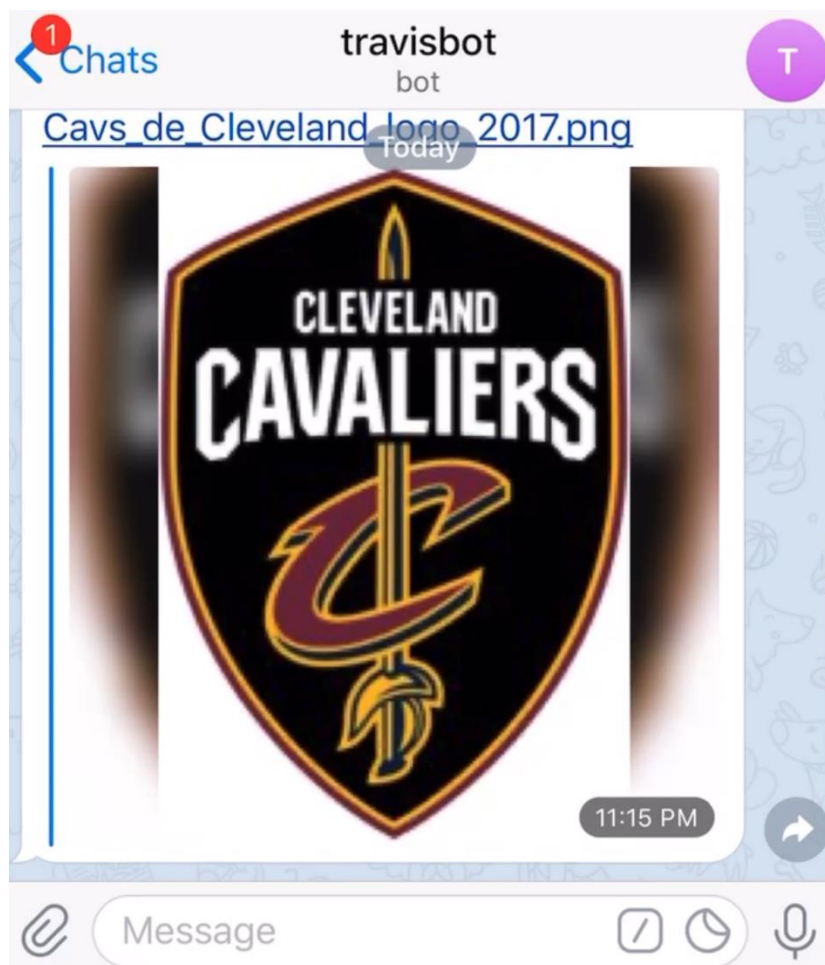 1
Chats
travisbot
bot
T
Cavs_de_Cleveland_logo_2017.png
Today
CLEVELAND
CAVALIERS
C
11:15 PM
Message